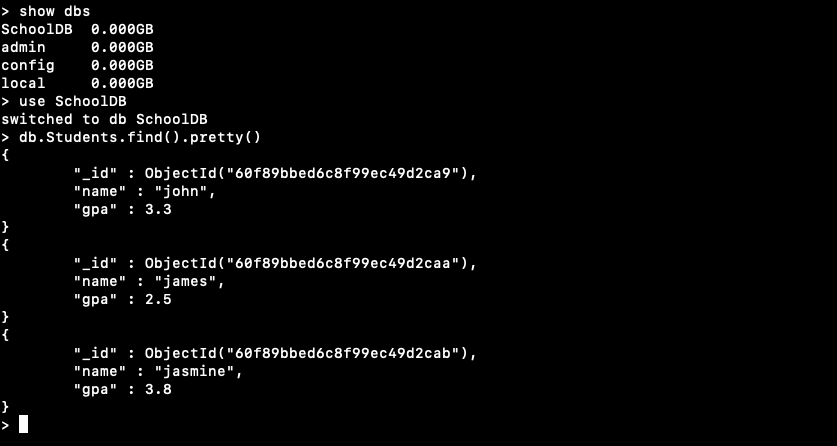 > show dbs
SchoolDB  0.000GB
admin     0.000GB
config    0.000GB
local     0.000GB
> use SchoolDB
switched to db SchoolDB
> db.Students.find().pretty()
{
        "_id" : ObjectId("60f89bbed6c8f99ec49d2ca9"),
        "name" : "john",
        "gpa" : 3.3
}
{
        "_id" : ObjectId("60f89bbed6c8f99ec49d2caa"),
        "name" : "james",
        "gpa" : 2.5
}
{
        "_id" : ObjectId("60f89bbed6c8f99ec49d2cab"),
        "name" : "jasmine",
        "gpa" : 3.8
}
>